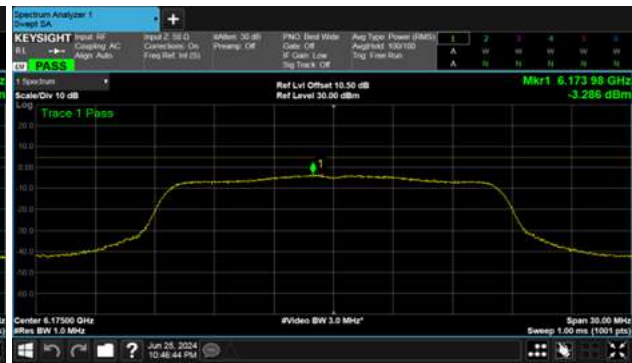 Spectrum Analyzer 1
Swept SA
+
KEYSIGHT Input: RF Input Z: 50 Ω #Atten: 30 dB PNO: Best Wide Avg Type: Power (RMS) 1 2 3 4 5 6
RL Coupling: AC Corrections: On Preamp: Off Gate: Off Avg|Hold: 100/100 A W W W W W
Align: Auto Freq Ref: Int (S) IF Gain: Low Trig: Free Run
LW PASS Sig Track: Off A N N N N N
1 Spectrum Ref Lvl Offset 10.50 dB Mkr1 6.173 98 GHz
Scale/Div 10 dB Ref Level 30.00 dBm -3.286 dBm
Log Trace 1 Pass
20.0
10.0
0.00
1
-10.0
-20.0
-30.0
-40.0
-50.0
-60.0
Center 6.17500 GHz #Video BW 3.0 MHz* Span 30.00 MHz
#Res BW 1.0 MHz Sweep 1.00 ms (1001 pts)
? Jun 25, 2024
10:46:44 PM